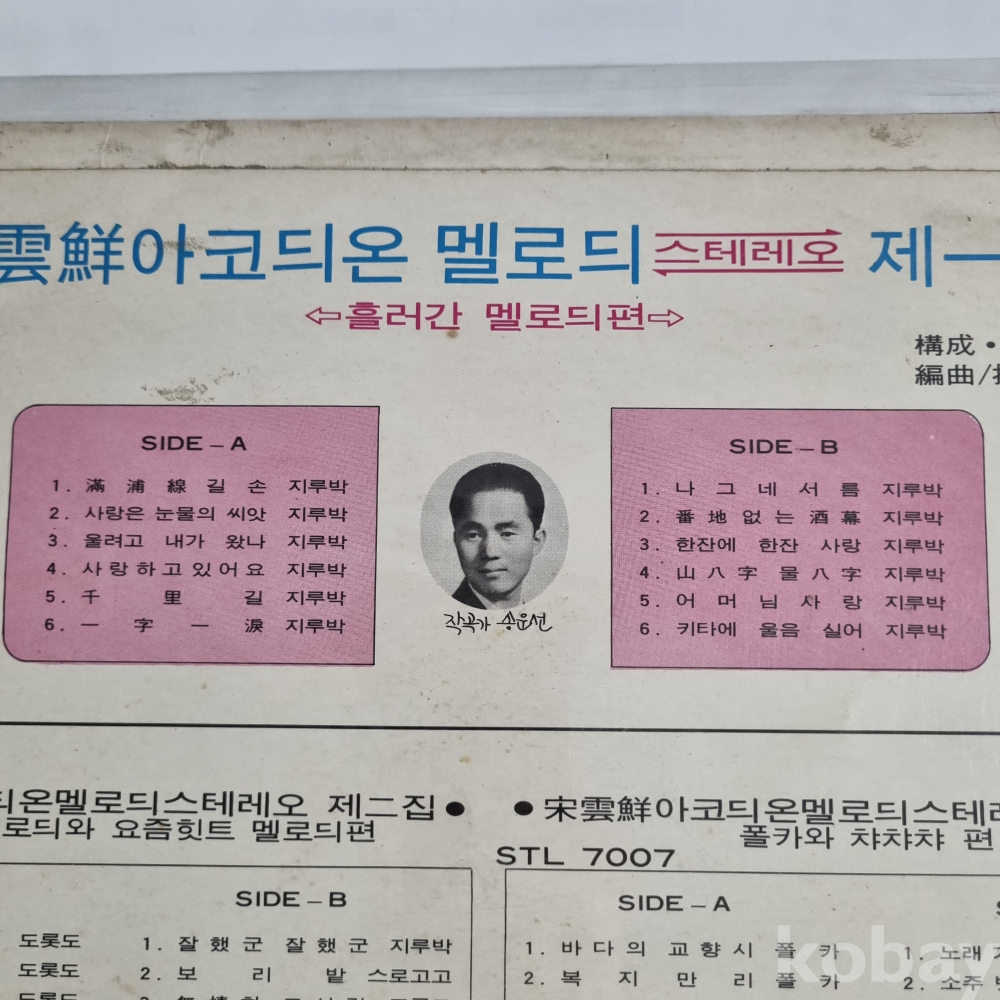 雲鮮아코듸온 멜로듸 스테레오 제一
⇦흘러간 멜로듸편⇨
構成・
編曲/
SIDE – A
1. 滿浦線길손 지루박
2. 사랑은 눈물의 씨앗 지루박
3. 울려고 내가 왔나 지루박
4. 사랑하고있어요 지루박
5. 千里길 지루박
6. 一字一淚 지루박
작곡가 송운선
SIDE – B
1. 나그네서름 지루박
2. 番地없는酒幕 지루박
3. 한잔에 한잔 사랑 지루박
4. 山八字 물八字 지루박
5. 어머님사랑 지루박
6. 키타에 울음 실어 지루박
듸온멜로듸스테레오 제二집●
로듸와 요즘힛트 멜로듸편
SIDE – B
도롯도
도롯도
1. 잘했군 잘했군 지루박
2. 보리밭 스로고고
●宋雲鮮아코듸온멜로듸스테레
폴카와 챠챠챠 편
STL 7007
SIDE – A
1. 바다의 교향시 폴카
2. 복지만리 폴카
1. 노래
2. 소주
kobay